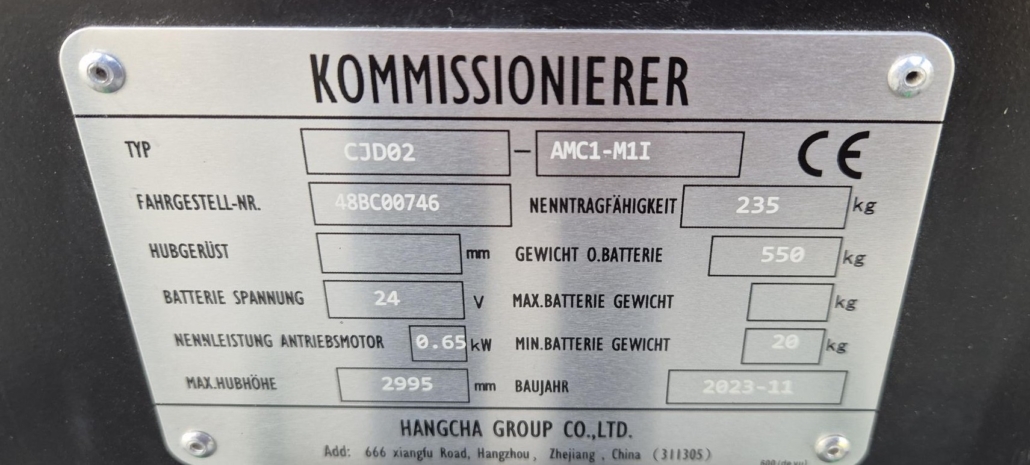 KOMMISSIONIERER
TYP CJD02 — AMC1-M1I CE
FAHRGESTELL-NR. 48BC00746 NENNTRAGFÄHIGKEIT 235 kg
HUBGERÜST mm GEWICHT O.BATTERIE 550 kg
BATTERIE SPANNUNG 24 V MAX.BATTERIE GEWICHT kg
NENNLEISTUNG ANTRIEBSMOTOR 0.65 kW MIN.BATTERIE GEWICHT 20 kg
MAX.HUBHÖHE 2995 mm BAUJAHR 2023-11
HANGCHA GROUP CO.,LTD.
Add: 666 xiangfu Road, Hangzhou, Zhejiang, China (311305)